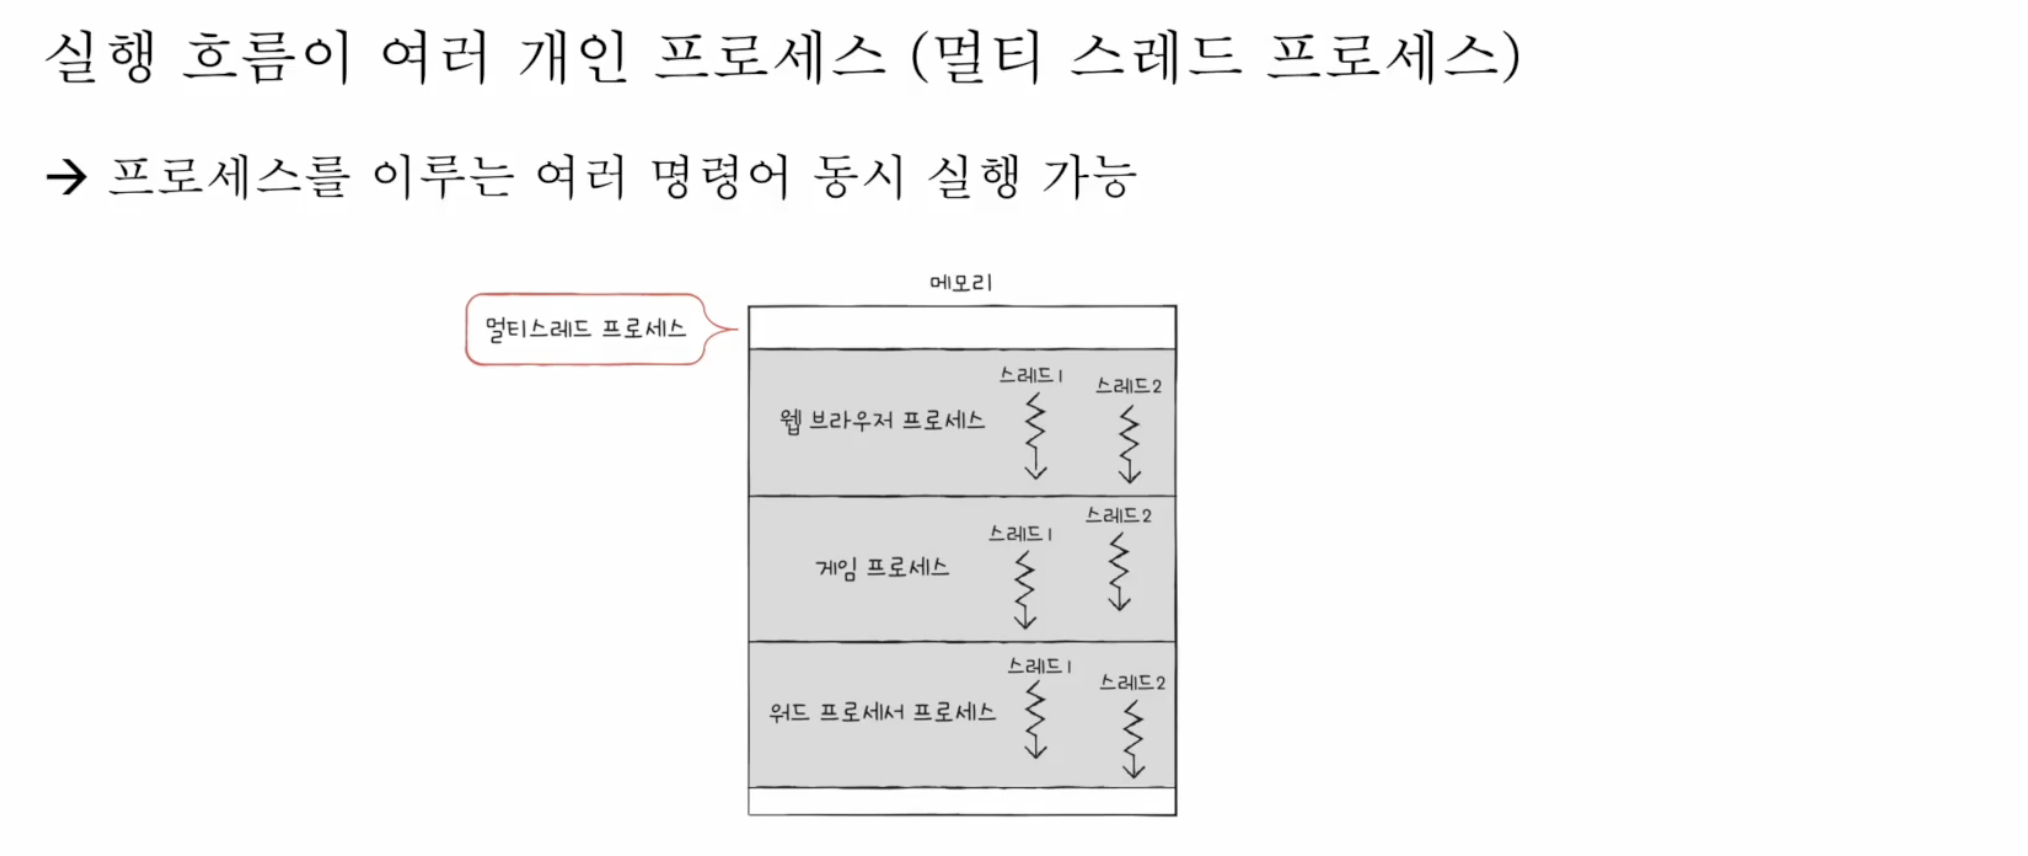 실행 흐름이 여러 개인 프로세스 (멀티 스레드 프로세스)
→ 프로세스를 이루는 여러 명령어 동시 실행 가능
메모리
멀티스레드 프로세스
스레드1
스레드2
웹 브라우저 프로세스
스레드2
스레드1
게임 프로세스
스레드1
스레드2
워드 프로세서 프로세스